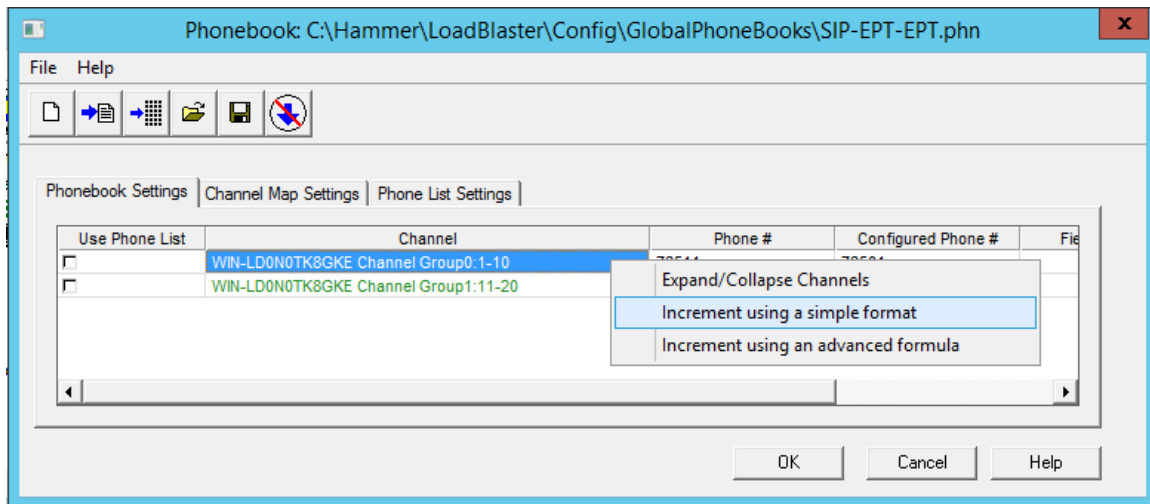 Phonebook: C:\Hammer\LoadBlaster\Config\GlobalPhoneBooks\SIP-EPT-EPT.phn
x
File Help
Phonebook Settings Channel Map Settings Phone List Settings
Use Phone List Channel Phone # Configured Phone # Fie
WIN-LD0N0TK8GKE Channel Group0:1-10
WIN-LD0N0TK8GKE Channel Group1:11-20
Expand/Collapse Channels
Increment using a simple format
Increment using an advanced formula
OK Cancel Help